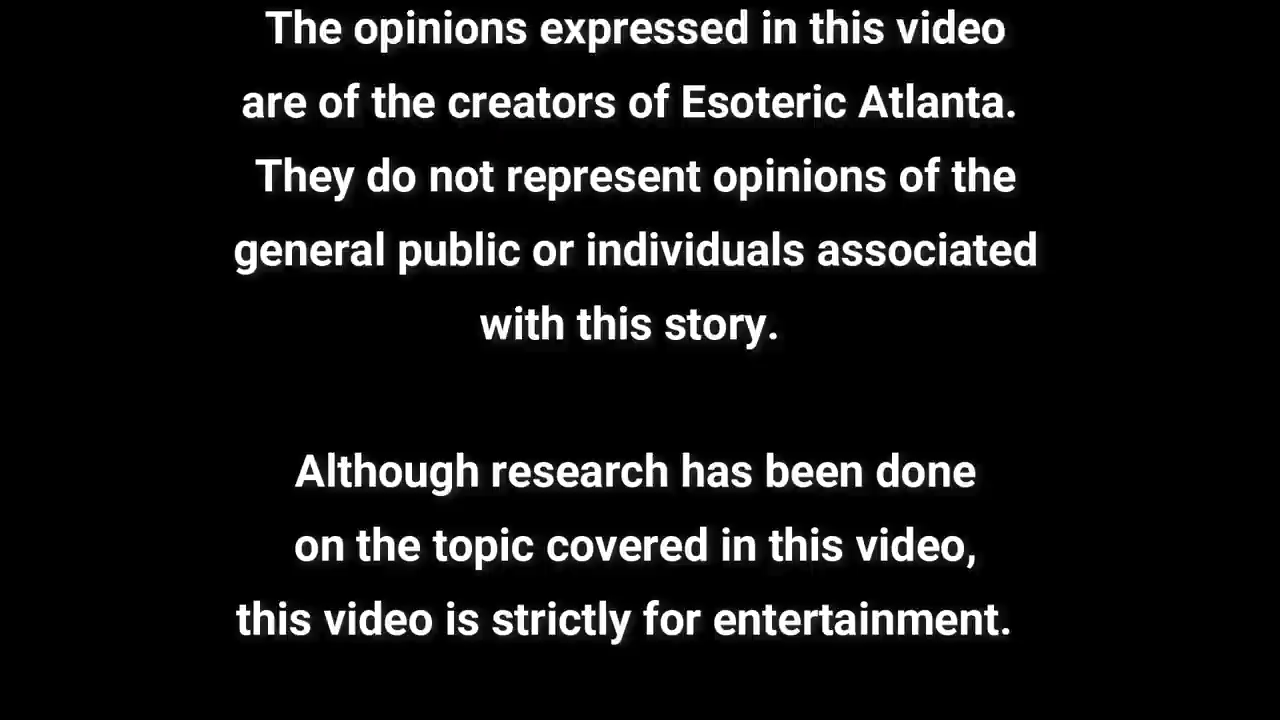 The opinions expressed in this video
are of the creators of Esoteric Atlanta.
They do not represent opinions of the
general public or individuals associated
with this story.
Although research has been done
on the topic covered in this video,
this video is strictly for entertainment.